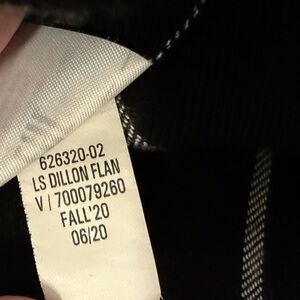 626320-02
LS DILLON FLAN
V / 700079260
FALL'20
06/20